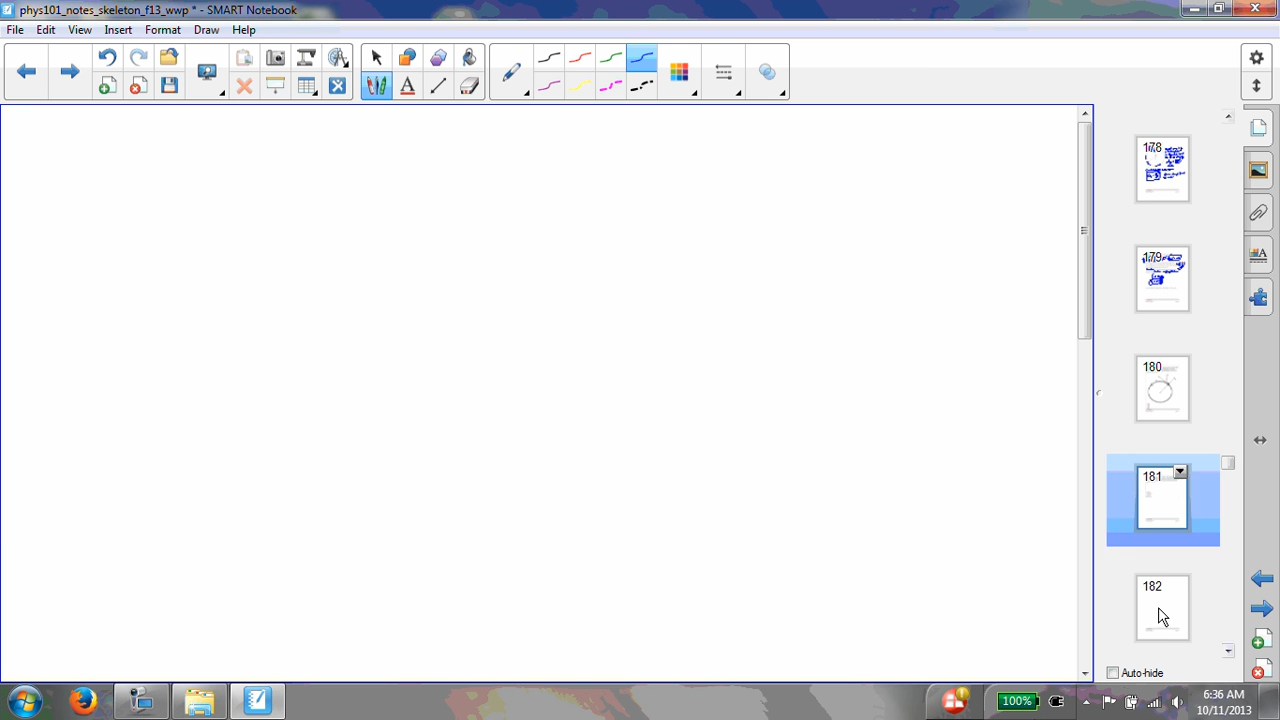 phys101_notes_skeleton_f13_wwp * - SMART Notebook
File Edit View Insert Format Draw Help
178
179
180
181
182
Auto-hide
100%
6:36 AM
10/11/2013